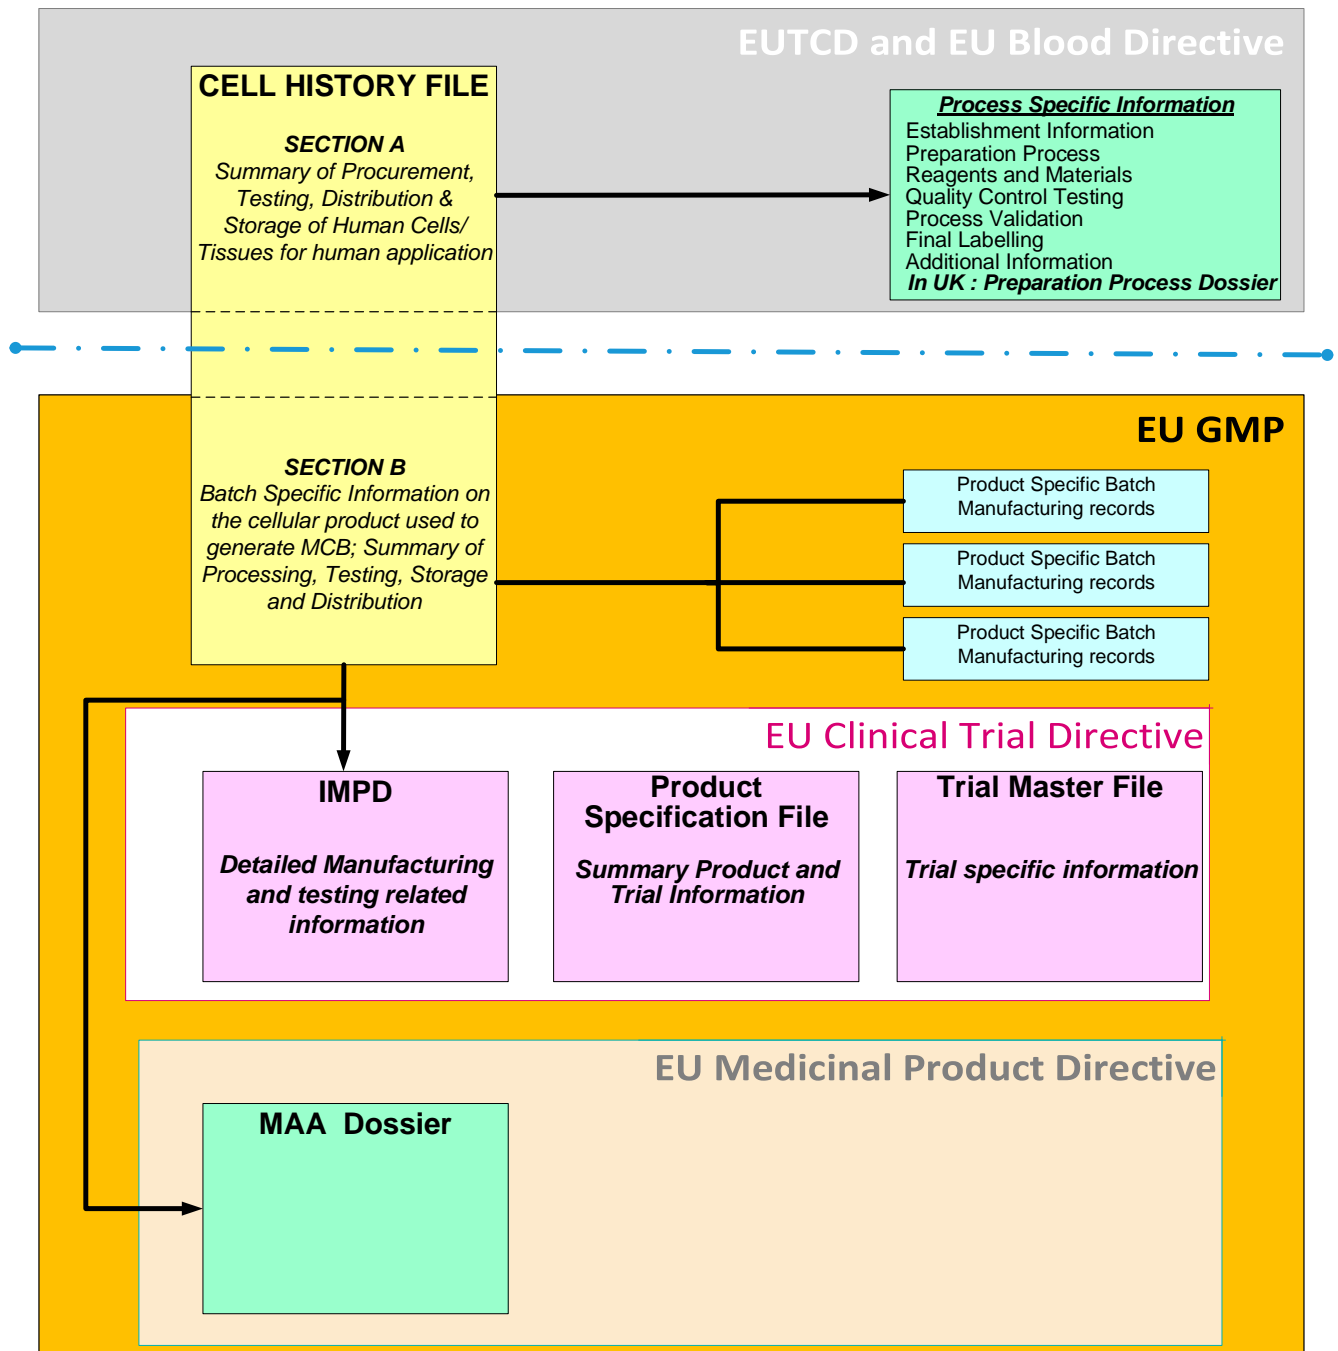 EUTCD and EU Blood Directive
CELL HISTORY FILE
SECTION A
Summary of Procurement,
Testing, Distribution &
Storage of Human Cells/
Tissues for human application
Process Specific Information
Establishment Information
Preparation Process
Reagents and Materials
Quality Control Testing
Process Validation
Final Labelling
Additional Information
In UK : Preparation Process Dossier
EU GMP
SECTION B
Batch Specific Information on
the cellular product used to
generate MCB; Summary of
Processing, Testing, Storage
and Distribution
Product Specific Batch
Manufacturing records
Product Specific Batch
Manufacturing records
Product Specific Batch
Manufacturing records
EU Clinical Trial Directive
IMPD
Detailed Manufacturing
and testing related
information
Product
Specification File
Summary Product and
Trial Information
Trial Master File
Trial specific information
EU Medicinal Product Directive
MAA Dossier